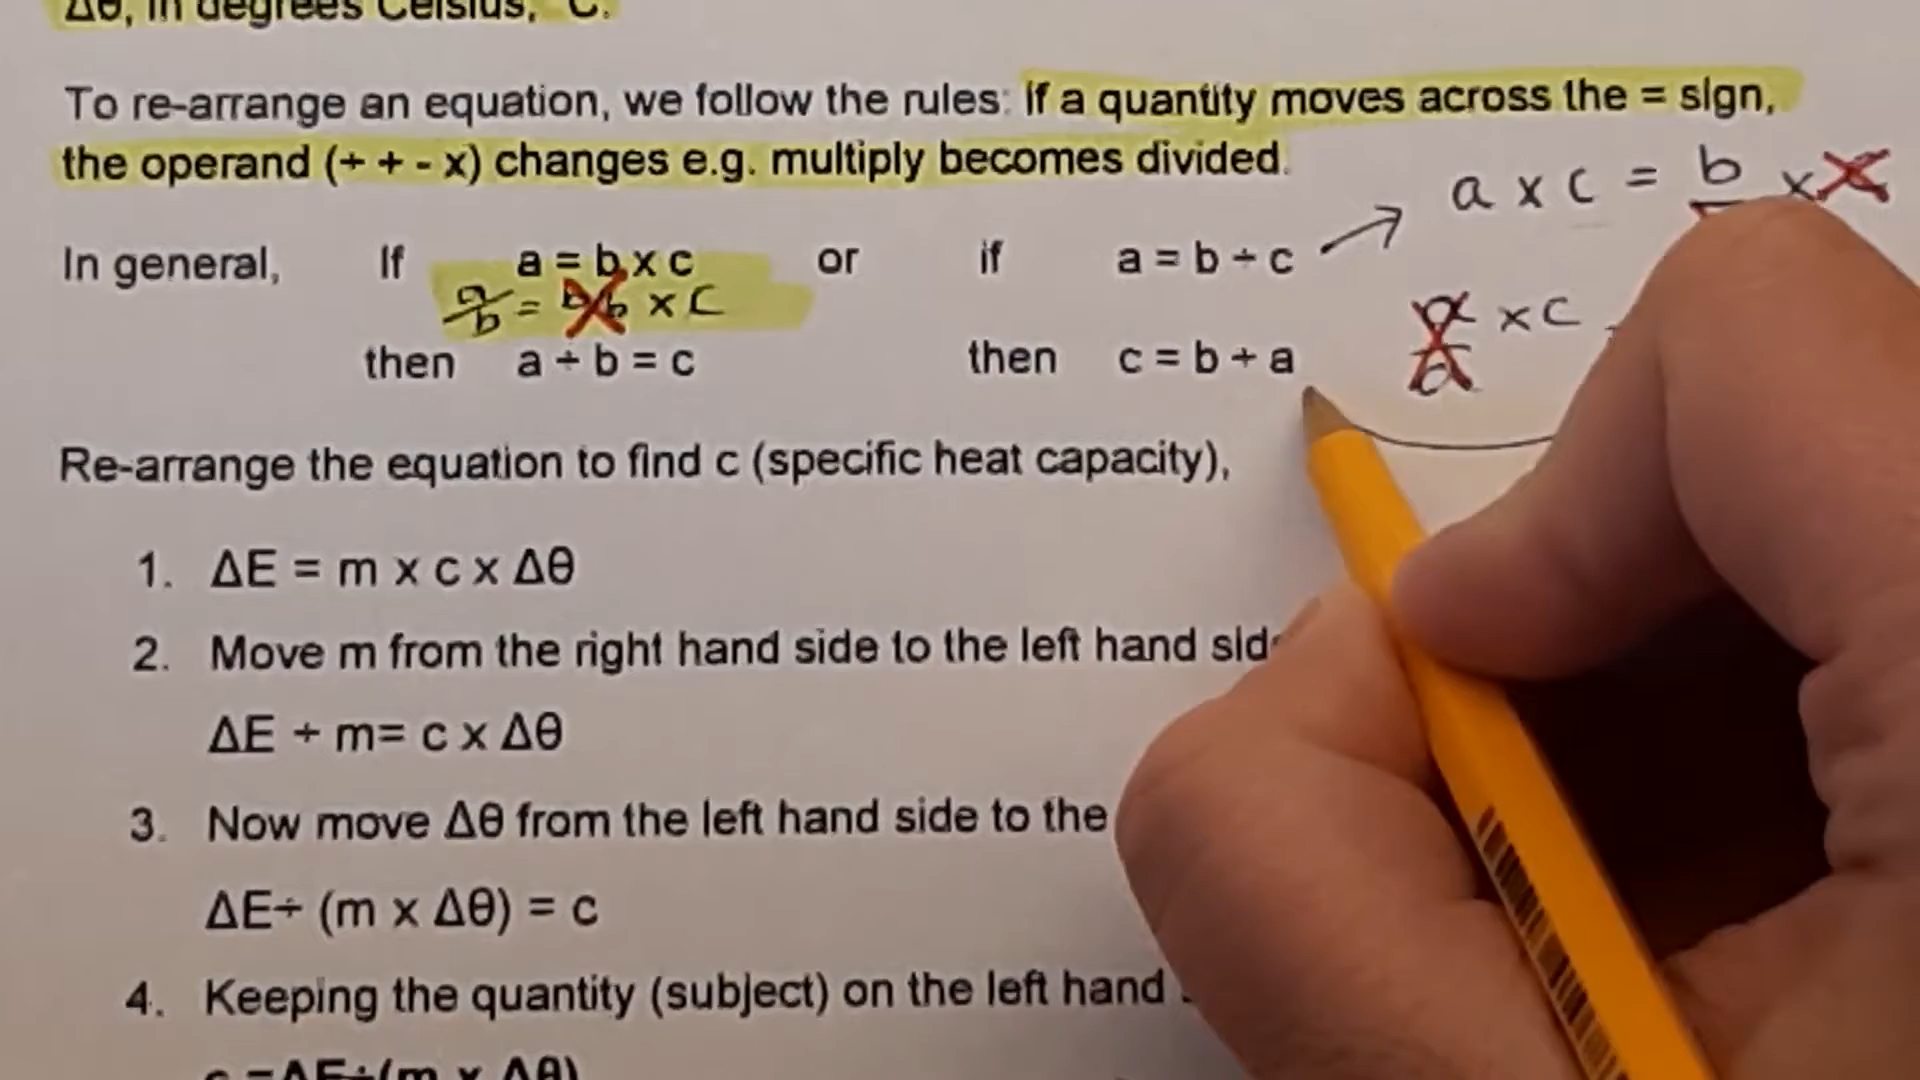 Δθ, in degrees Celsius, °C.
To re-arrange an equation, we follow the rules: if a quantity moves across the = sign,
the operand (÷ + - x) changes e.g. multiply becomes divided.
a x c = b x c
In general, If a = b x c or if a = b ÷ c
a/b = b/b x c
a/a x c
then a ÷ b = c then c = b ÷ a
Re-arrange the equation to find c (specific heat capacity),
1. ΔE = m x c x Δθ
2. Move m from the right hand side to the left hand
ΔE ÷ m= c x Δθ
3. Now move Δθ from the left hand side to the
ΔE÷ (m x Δθ) = c
4. Keeping the quantity (subject) on the left hand
c =ΔE÷(m x Δθ)